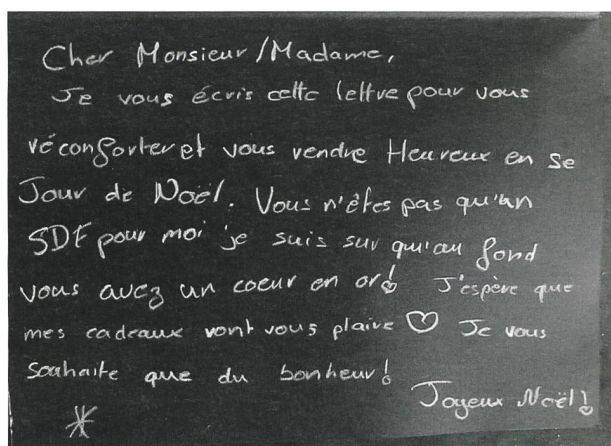 Cher Monsieur/Madame,
Je vous écris cette lettre pour vous
réconforter et vous rendre Heureux en se
Jour de Noël. Vous n'êtes pas qu'un
SDF pour moi je suis sur qu'au fond
vous avez un coeur en or! J'espère que
mes cadeaux vont vous plaire ♡ Je vous
souhaite que du bonheur!
Joyeux Noël!